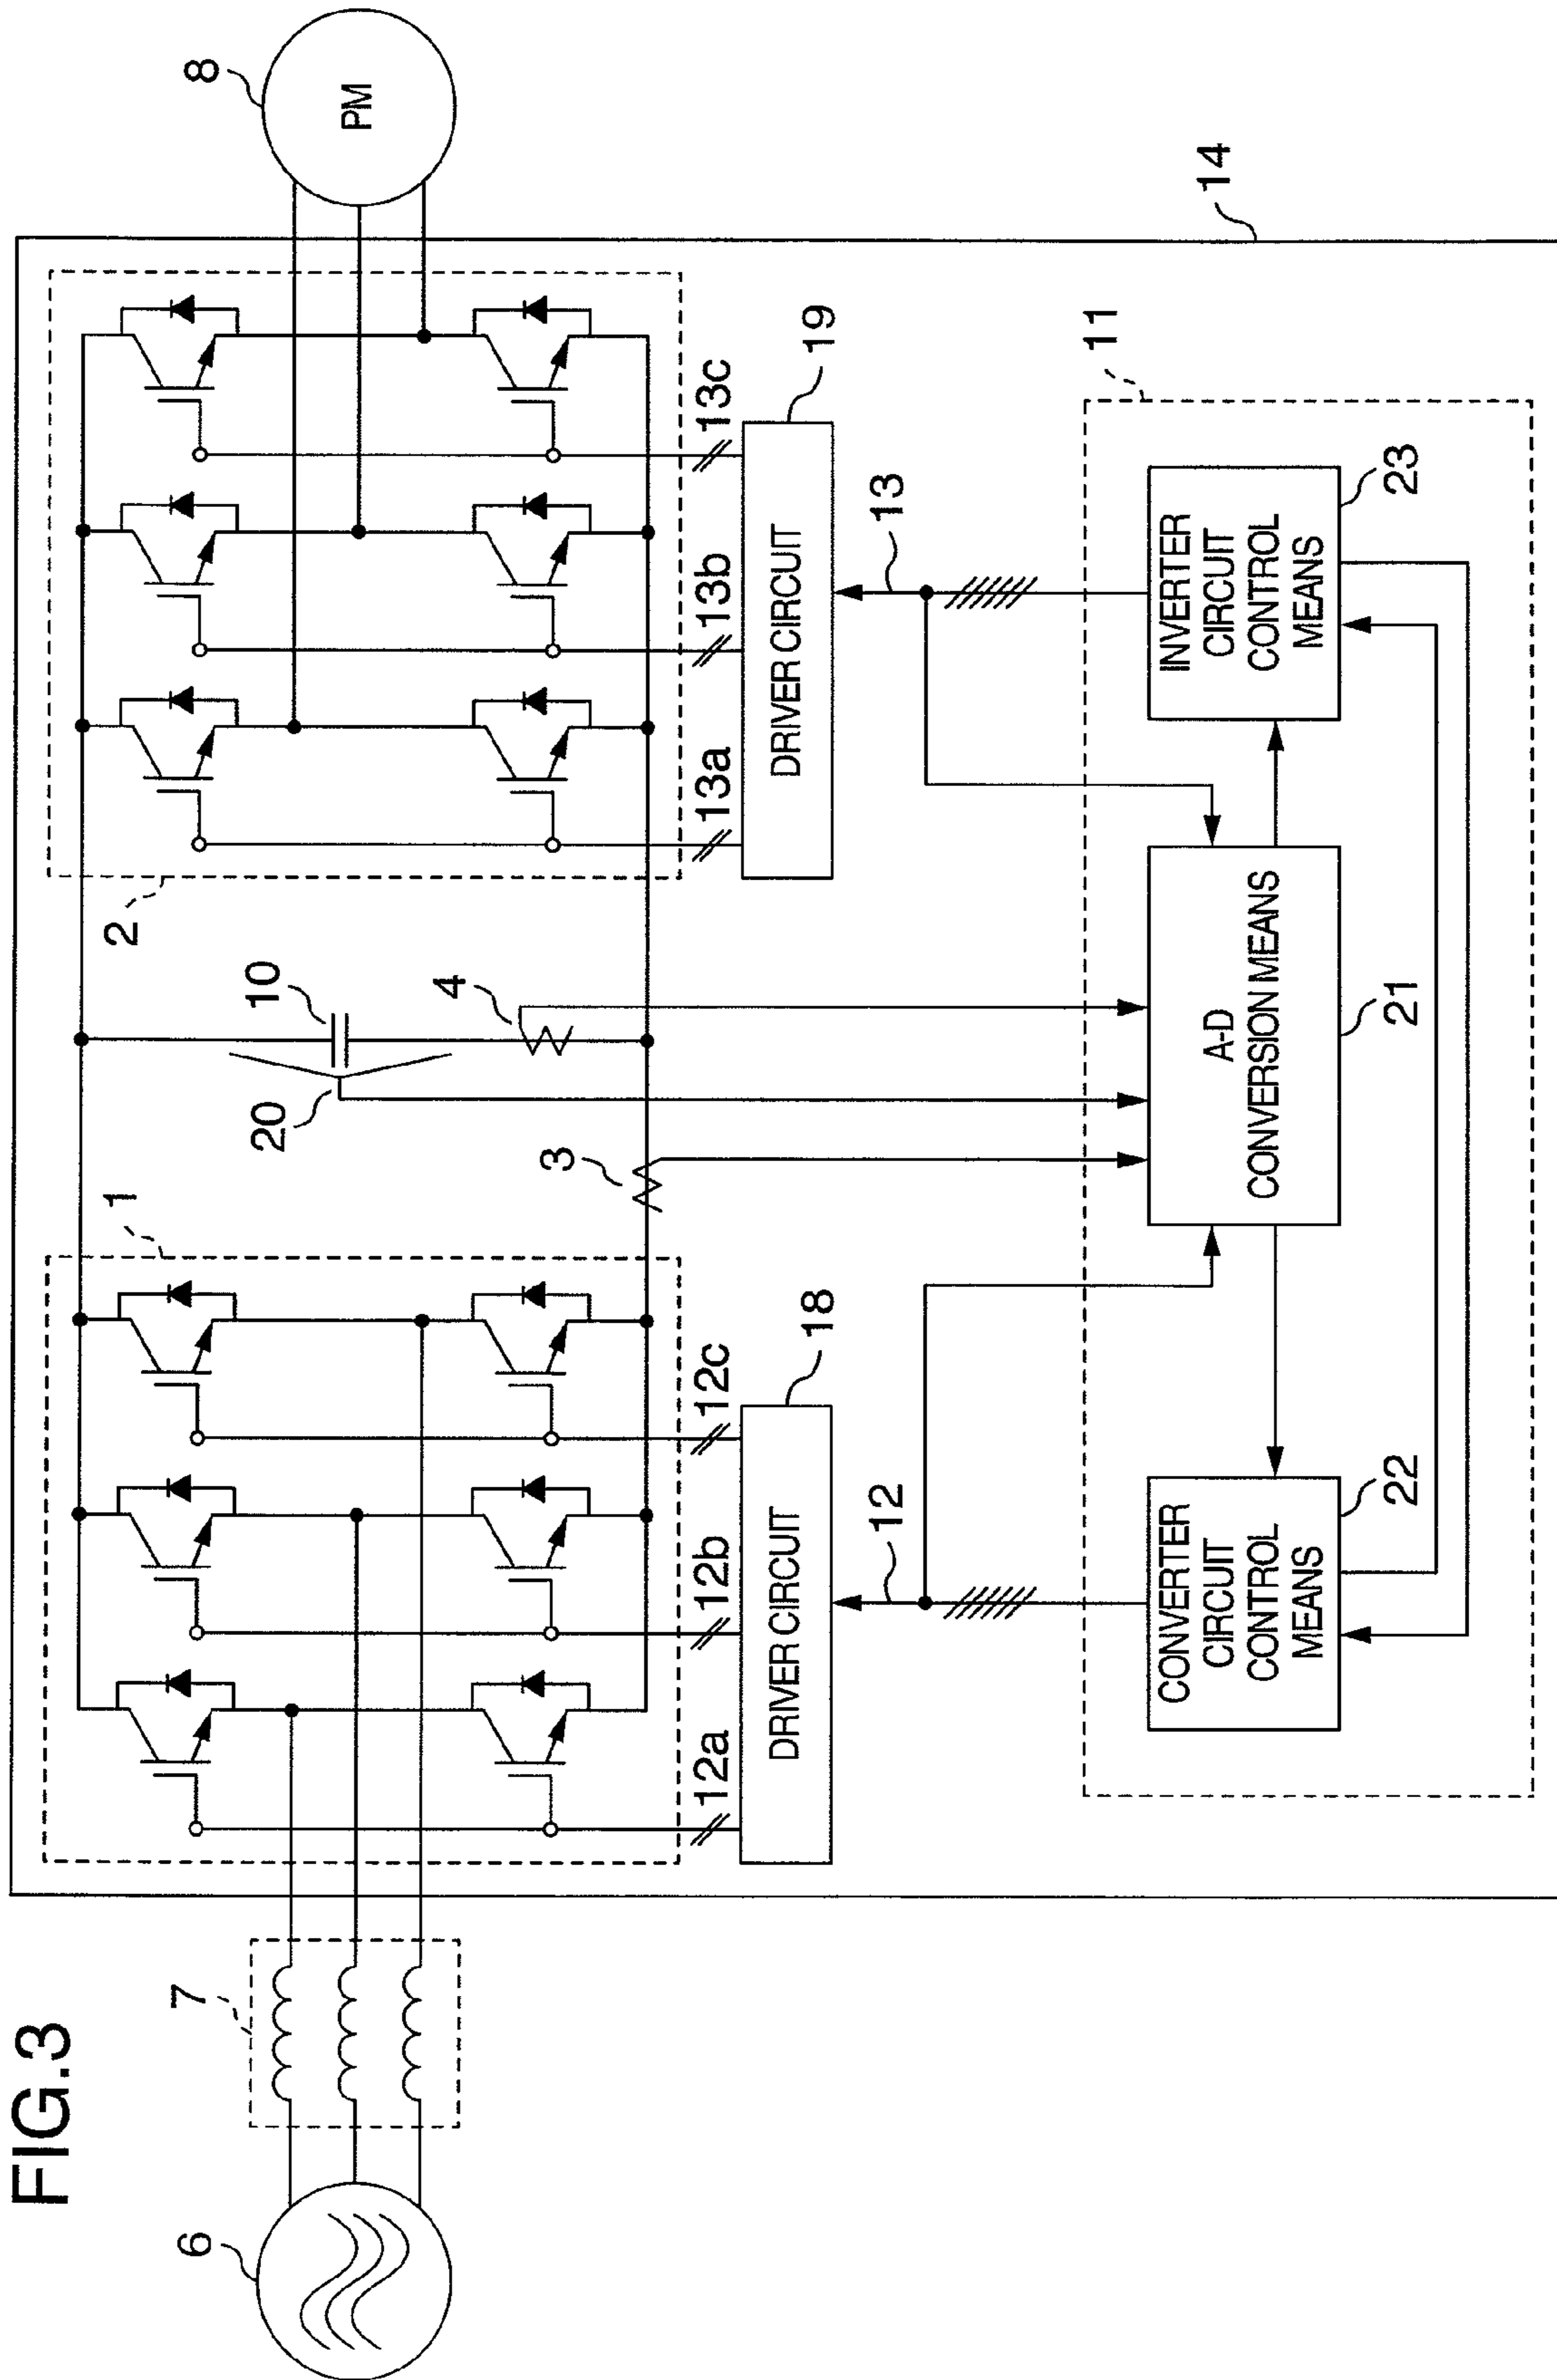 FIG.3
6
7
8
PM
14
1
2
10
4
20
3
12a
12b
12c
13a
13b
13c
DRIVER CIRCUIT
18
DRIVER CIRCUIT
19
12
13
11
CONVERTER
CIRCUIT
CONTROL
MEANS
22
A-D
CONVERSION MEANS
21
INVERTER
CIRCUIT
CONTROL
MEANS
23